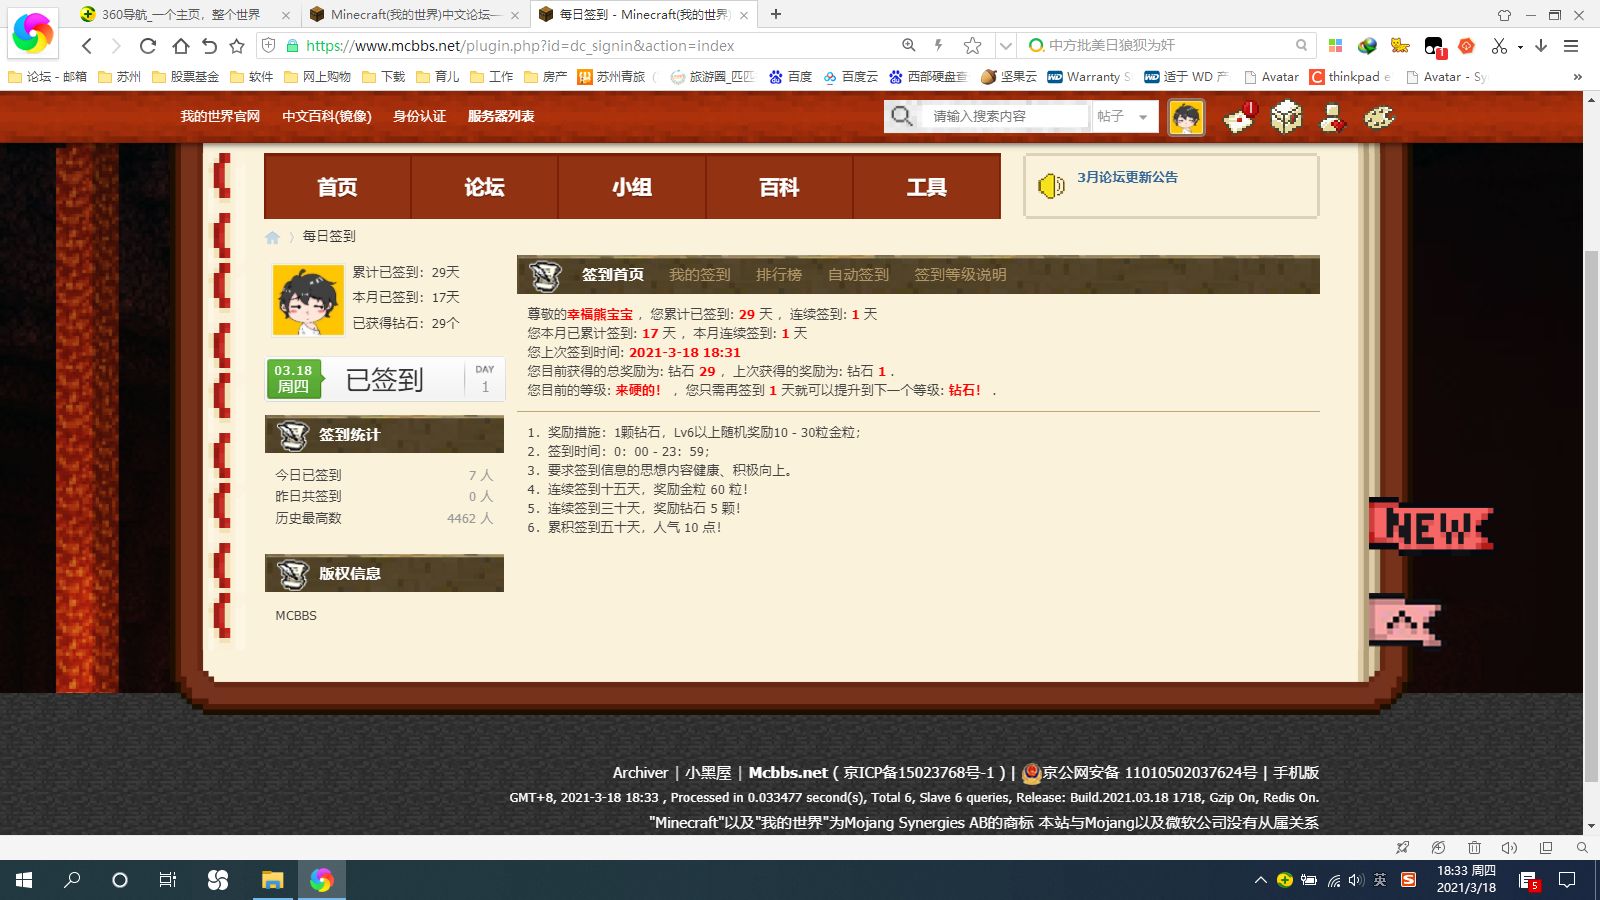 360导航_一个主页，整个世界
Minecraft(我的世界)中文论坛—
每日签到 - Minecraft(我的世界)
https://www.mcbbs.net/plugin.php?id=dc_signin&action=index
中方批美日狼狈为奸
论坛 - 邮箱 苏州 股票基金 软件 网上购物 下载 育儿 工作 房产 苏州青旅 旅游圈_匹匹 百度 百度云 西部硬盘查 坚果云 Warranty S 适于 WD 产 Avatar thinkpad e Avatar - Sy
我的世界官网 中文百科(镜像) 身份认证 服务器列表
请输入搜索内容 帖子
1
首页 论坛 小组 百科 工具
3月论坛更新公告
每日签到
累计已签到：29天
本月已签到：17天
已获得钻石：29个
03.18
周四
已签到
DAY
1
签到统计
今日已签到 7 人
昨日共签到 0 人
历史最高数 4462 人
版权信息
MCBBS
签到首页 我的签到 排行榜 自动签到 签到等级说明
尊敬的幸福熊宝宝 ，您累计已签到: 29 天 ，连续签到: 1 天
您本月已累计签到: 17 天 ，本月连续签到: 1 天
您上次签到时间: 2021-3-18 18:31
您目前获得的总奖励为: 钻石 29 ，上次获得的奖励为: 钻石 1 .
您目前的等级: 来硬的！ ，您只需再签到 1 天就可以提升到下一个等级: 钻石！ .
1．奖励措施：1颗钻石，Lv6以上随机奖励10 - 30粒金粒；
2．签到时间：0：00 - 23：59；
3．要求签到信息的思想内容健康、积极向上。
4．连续签到十五天，奖励金粒 60 粒！
5．连续签到三十天，奖励钻石 5 颗！
6．累积签到五十天，人气 10 点！
NEW
Archiver | 小黑屋 | Mcbbs.net ( 京ICP备15023768号-1 ) | 京公网安备 11010502037624号 | 手机版
GMT+8, 2021-3-18 18:33 , Processed in 0.033477 second(s), Total 6, Slave 6 queries, Release: Build.2021.03.18 1718, Gzip On, Redis On.
"Minecraft"以及"我的世界"为Mojang Synergies AB的商标 本站与Mojang以及微软公司没有从属关系
英
18:33 周四
2021/3/18
5